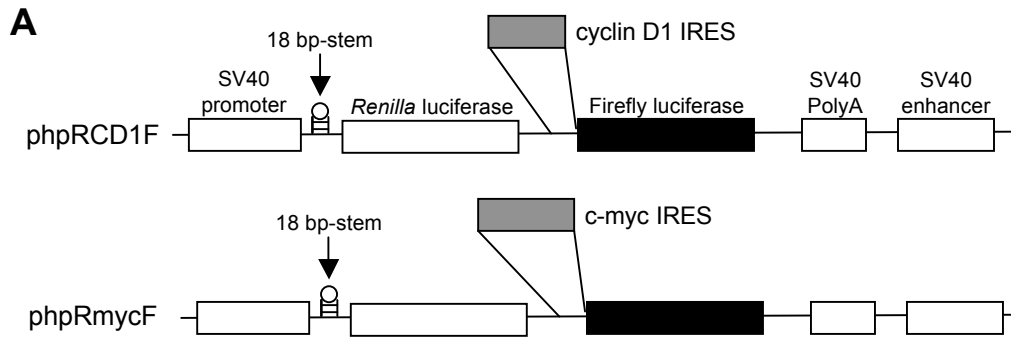 A
18 bp-stem
cyclin D1 IRES
SV40
promoter
Renilla luciferase
Firefly luciferase
SV40
PolyA
SV40
enhancer
phpRCD1F
18 bp-stem
c-myc IRES
phpRmycF